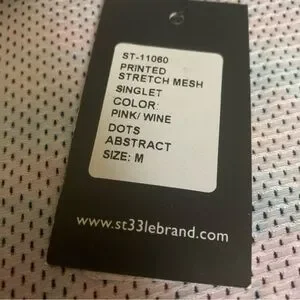 ST-11060
PRINTED
STRETCH MESH
SINGLET
COLOR:
PINK/ WINE
DOTS
ABSTRACT
SIZE: M
www.st33lebrand.com